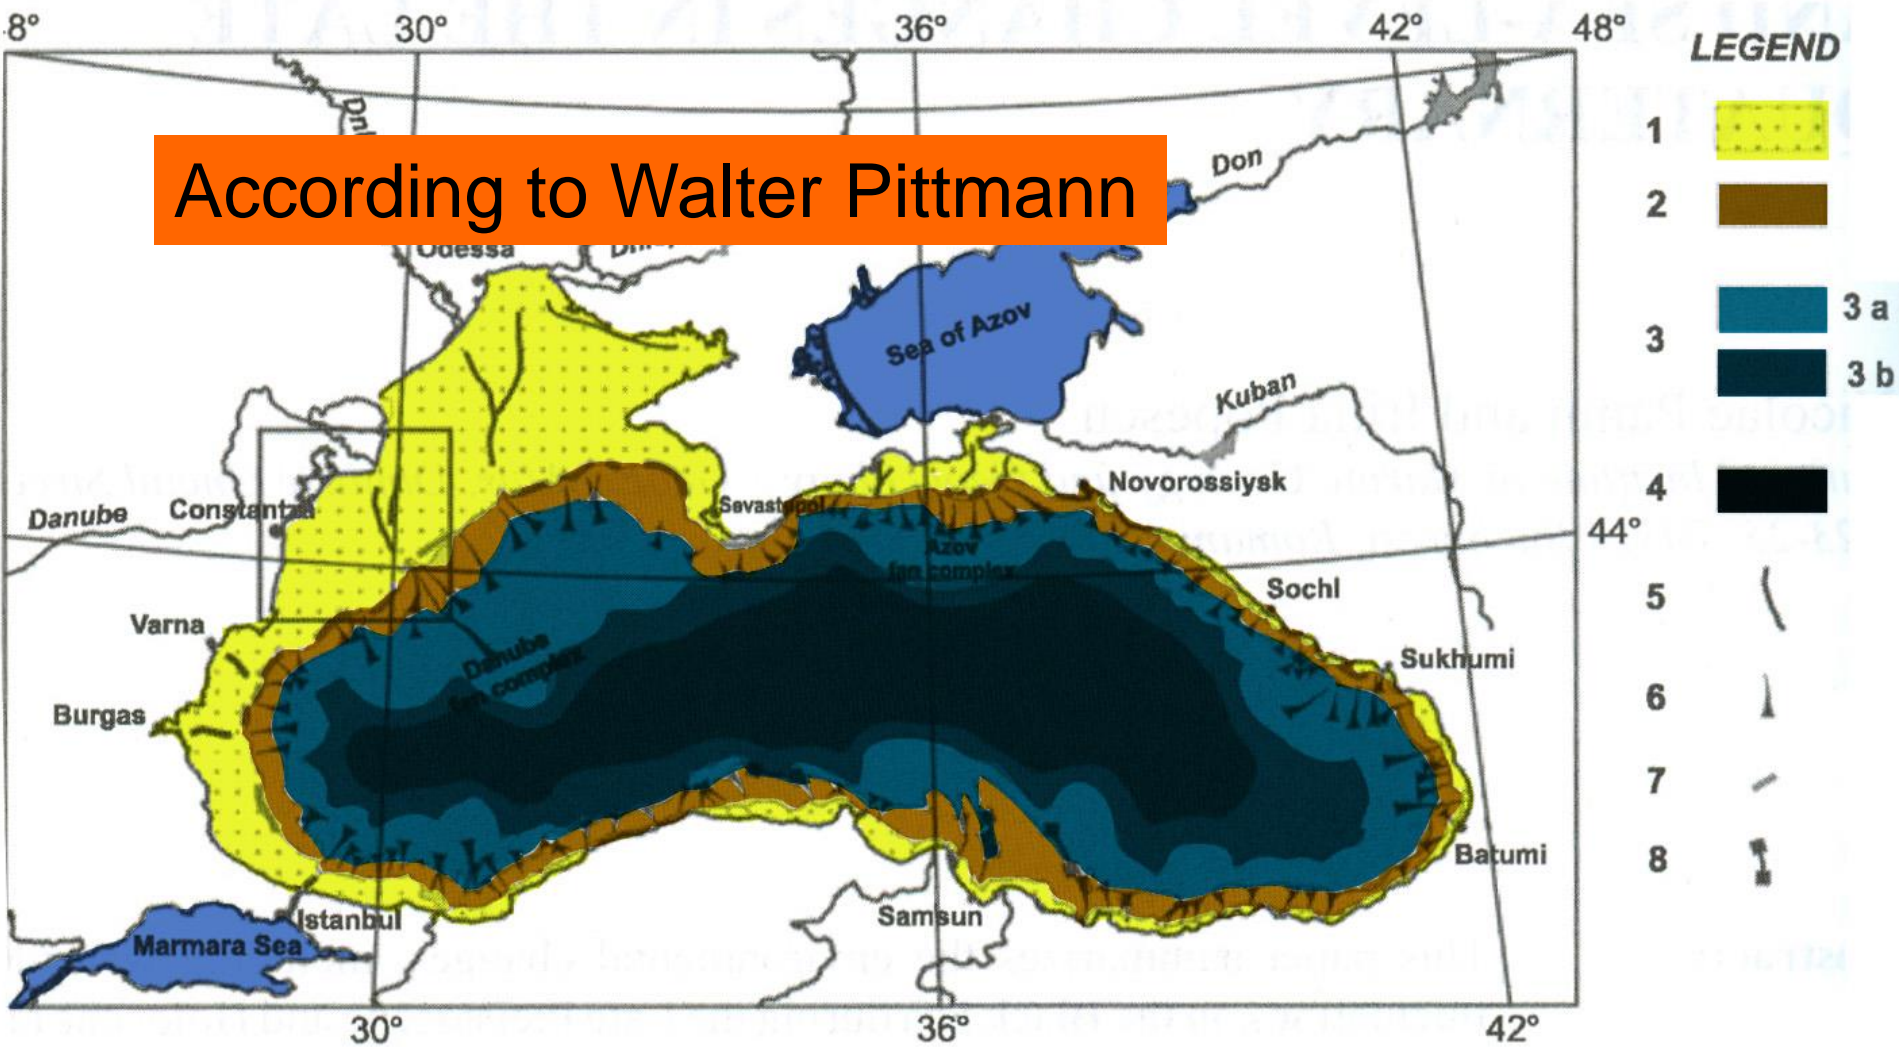 8° 30° 36° 42° 48°
LEGEND
1
2
3 3 a
3 b
4
5
6
7
8
According to Walter Pittmann
Don
Odessa
Sea of Azov
Kuban
Novorossiysk
Sevastopol
Danube
Constantza
44°
Azov
fan complex
Sochi
Varna
Danube
fan complex
Sukhumi
Burgas
Batumi
Istanbul
Samsun
Marmara Sea
30° 36° 42°